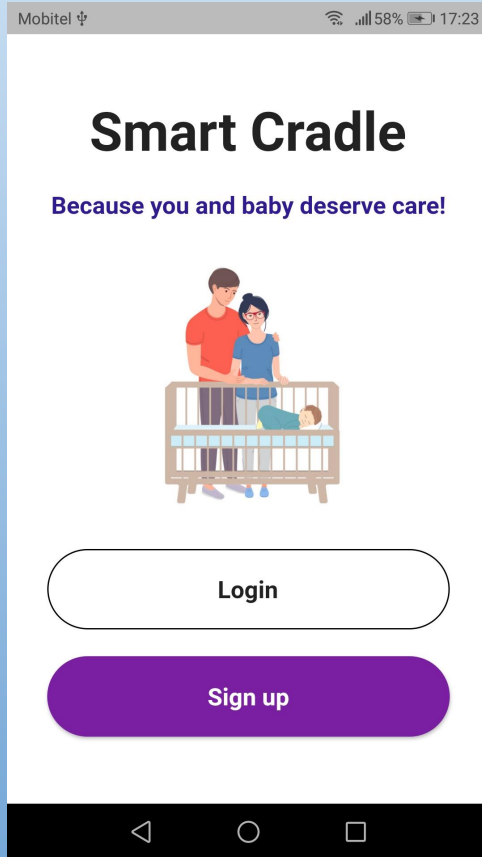 Mobitel 58% 17:23
Smart Cradle
Because you and baby deserve care!
Login
Sign up